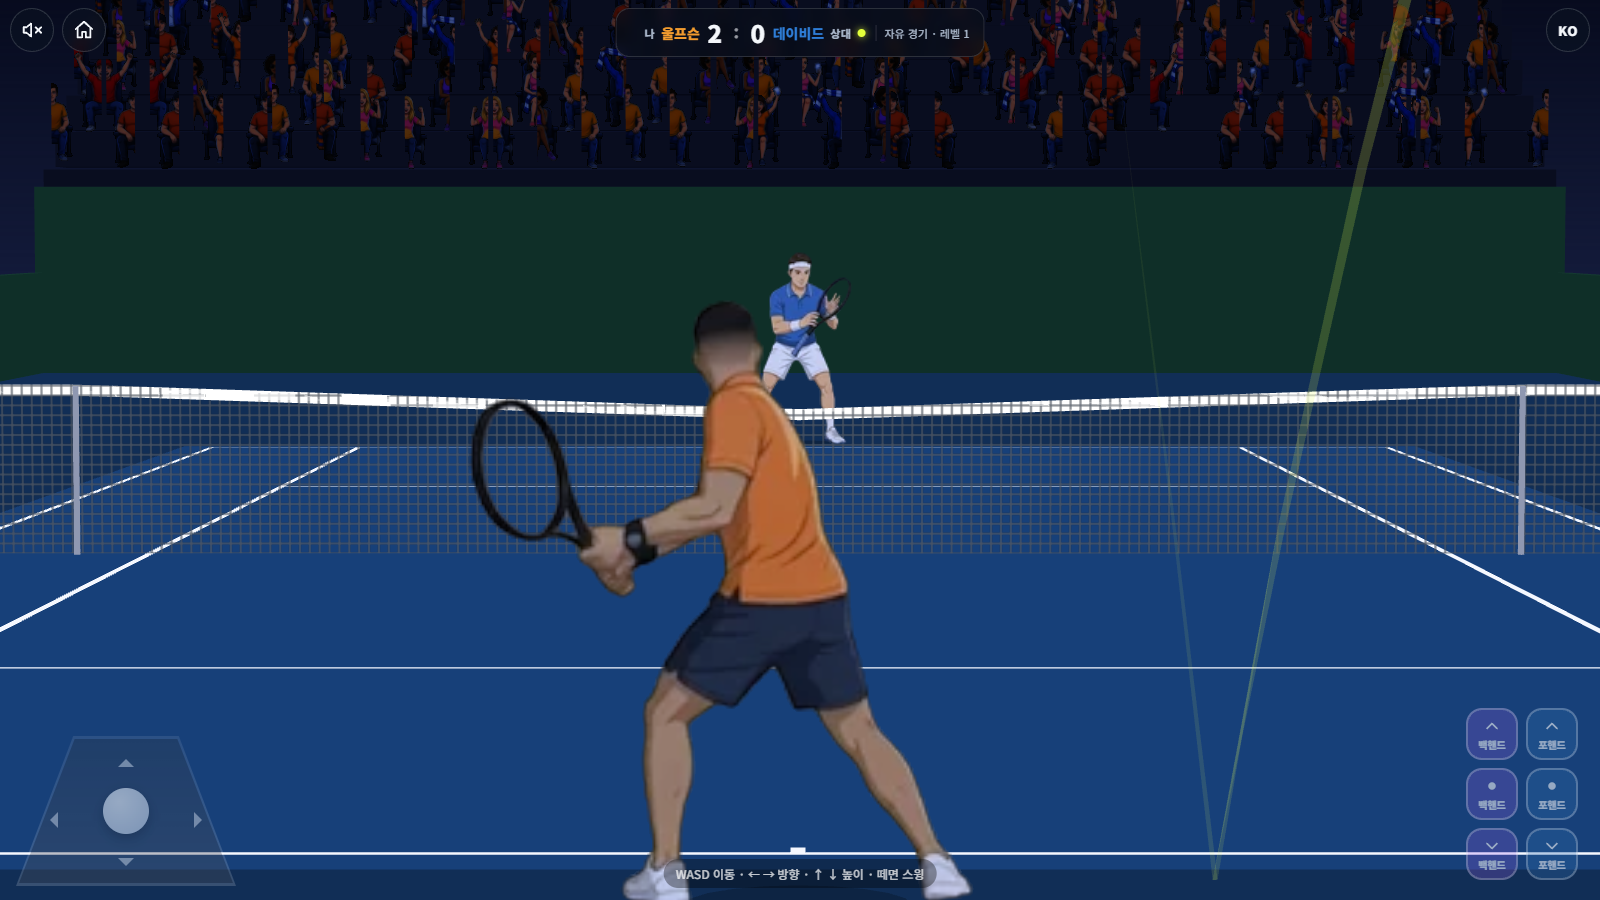 나 울프슨 2 : 0 데이비드 상대 자유 경기 · 레벨 1
KO
백핸드 포핸드
백핸드 포핸드
백핸드 포핸드
WASD 이동 · ←→ 방향 · ↑↓ 높이 · 떼면 스윙